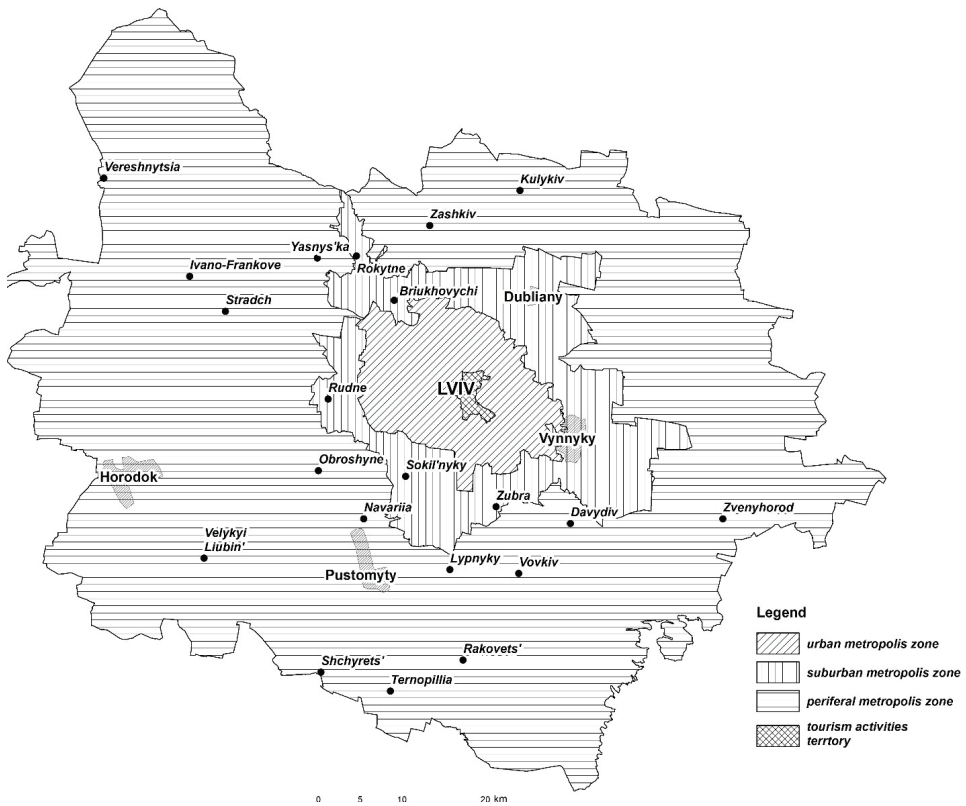 Vereshnytsia
Kulykiv
Zashkiv
Yasnys'ka
Rokytne
Ivano-Frankove
Briukhovychi
Dubliany
Stradch
LVIV
Rudne
Vynnyky
Obroshyne
Sokil'nyky
Horodok
Zubra
Navariia
Davydiv
Zvenyhorod
Velykyi
Liubin'
Lypnyky
Vovkiv
Pustomyty
Rakovets'
Shchyrets'
Ternopillia
Legend
urban metropolis zone
suburban metropolis zone
periferal metropolis zone
tourism activities
terrtory
0 5 10 20 km